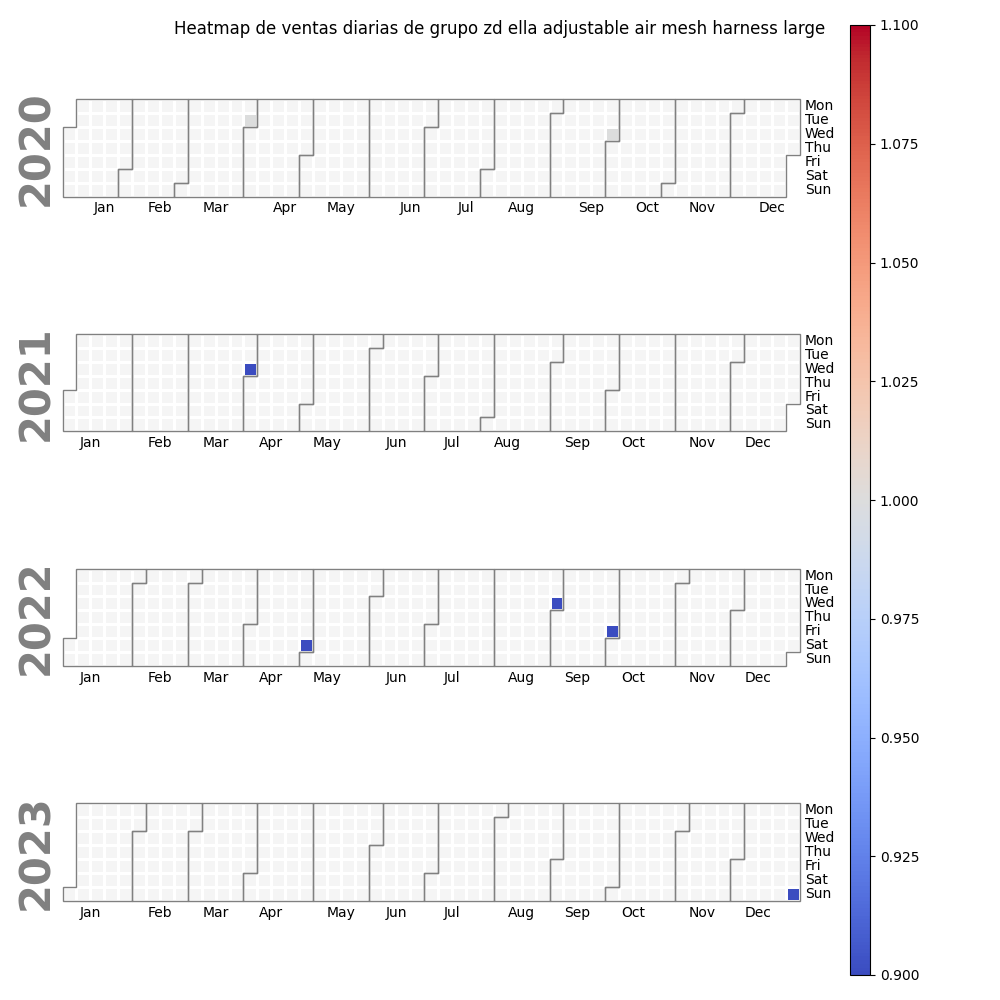 Heatmap de ventas diarias de grupo zd ella adjustable air mesh harness large
2020
Mon
Tue
Wed
Thu
Fri
Sat
Sun
Jan Feb Mar Apr May Jun Jul Aug Sep Oct Nov Dec
2021
Mon
Tue
Wed
Thu
Fri
Sat
Sun
Jan Feb Mar Apr May Jun Jul Aug Sep Oct Nov Dec
2022
Mon
Tue
Wed
Thu
Fri
Sat
Sun
Jan Feb Mar Apr May Jun Jul Aug Sep Oct Nov Dec
2023
Mon
Tue
Wed
Thu
Fri
Sat
Sun
Jan Feb Mar Apr May Jun Jul Aug Sep Oct Nov Dec
1.100
1.075
1.050
1.025
1.000
0.975
0.950
0.925
0.900